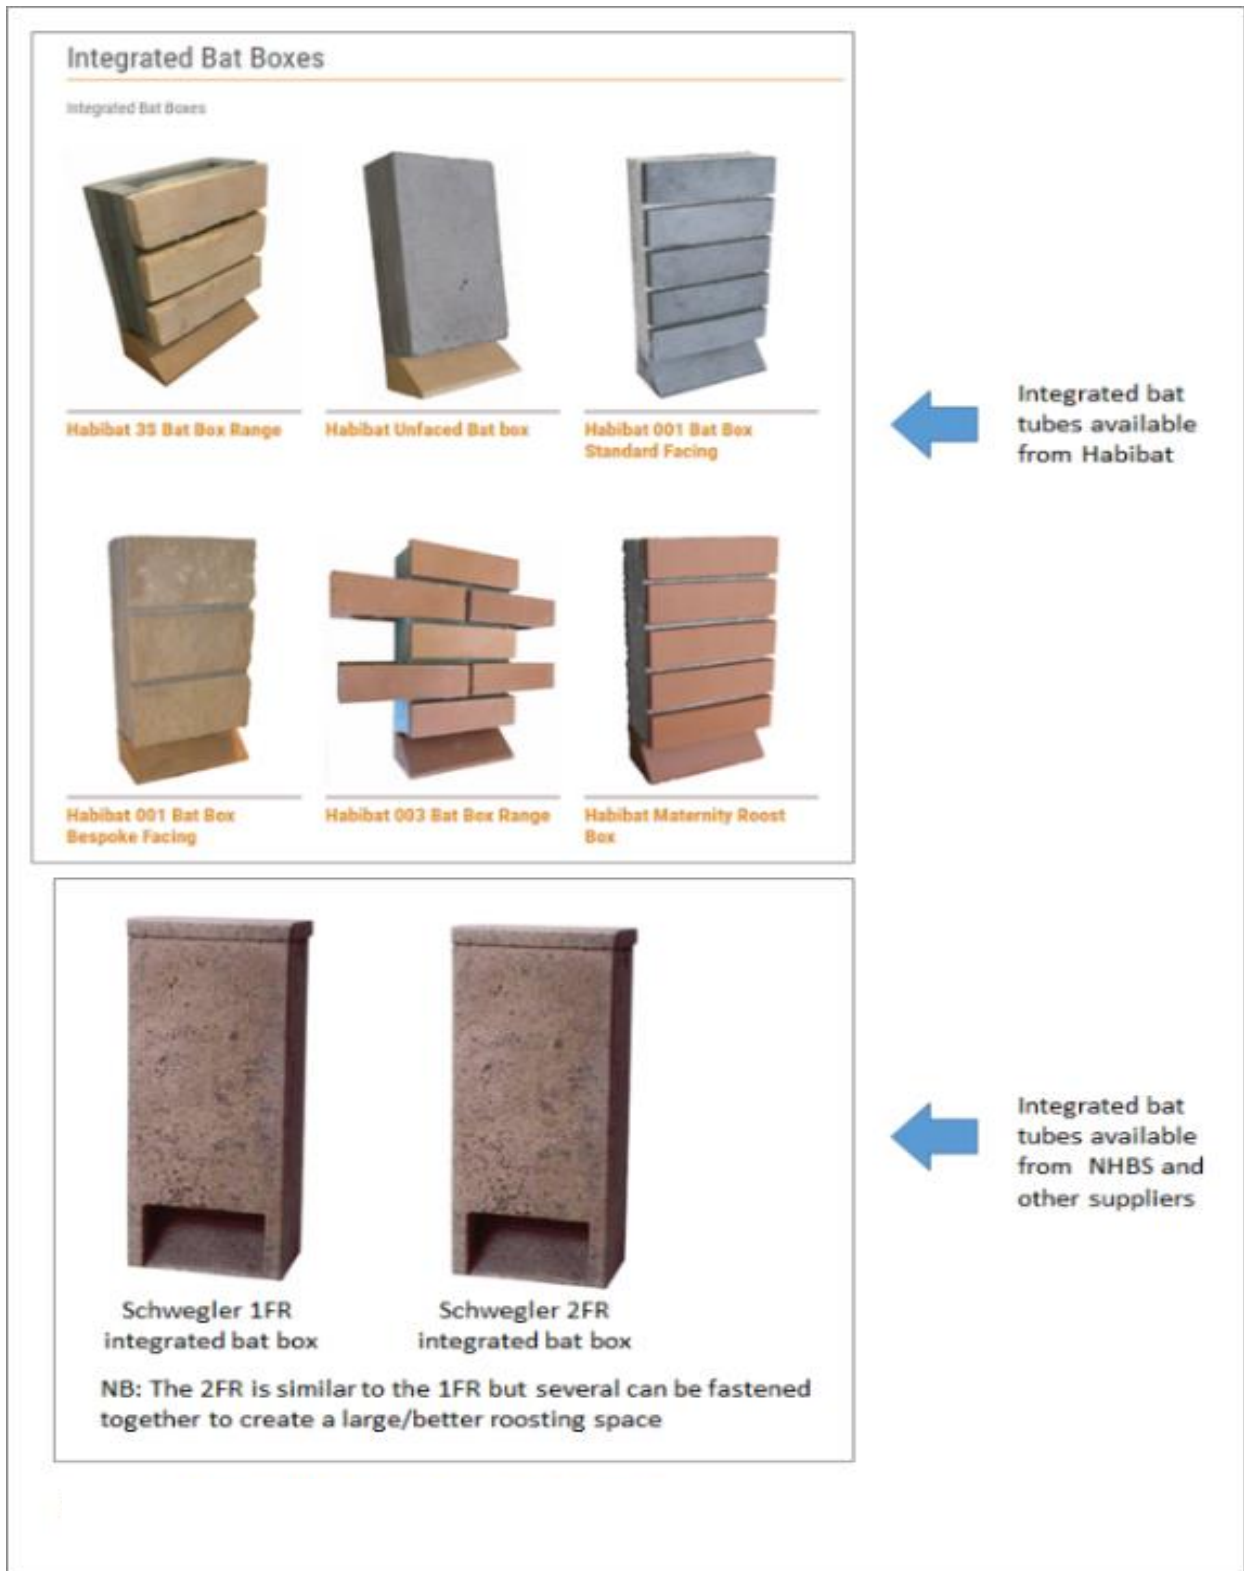 Integrated Bat Boxes
Integrated Bat Boxes
Habibat 3S Bat Box Range
Habibat Unfaced Bat box
Habibat 001 Bat Box
Standard Facing
Integrated bat
tubes available
from Habibat
Habibat 001 Bat Box
Bespoke Facing
Habibat 003 Bat Box Range
Habibat Maternity Roost
Box
Integrated bat
tubes available
from NHBS and
other suppliers
Schwegler 1FR
integrated bat box
Schwegler 2FR
integrated bat box
NB: The 2FR is similar to the 1FR but several can be fastened
together to create a large/better roosting space